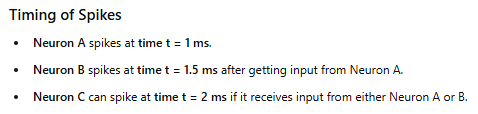 Timing of Spikes
• Neuron A spikes at time t = 1 ms.
• Neuron B spikes at time t = 1.5 ms after getting input from Neuron A.
• Neuron C can spike at time t = 2 ms if it receives input from either Neuron A or B.